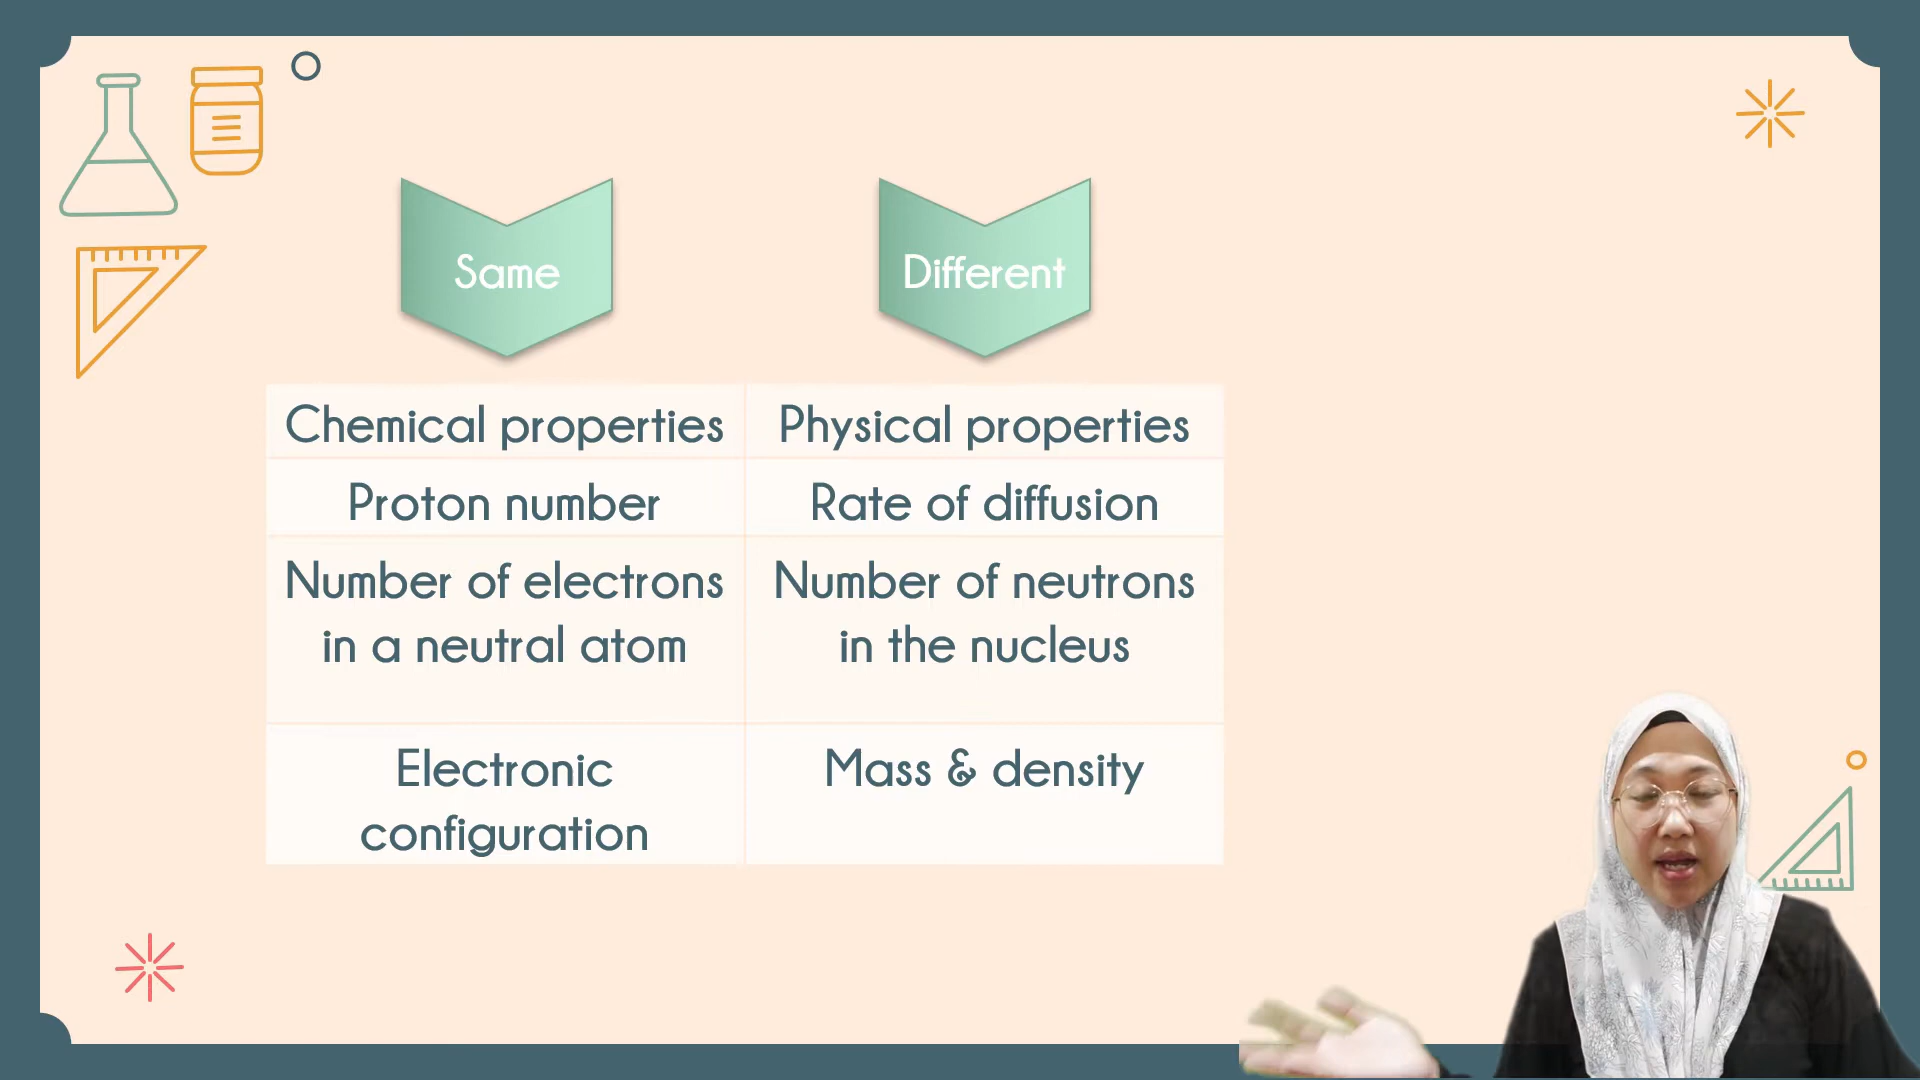 Same
Different
Chemical properties
Physical properties
Proton number
Rate of diffusion
Number of electrons
in a neutral atom
Number of neutrons
in the nucleus
Electronic
configuration
Mass & density